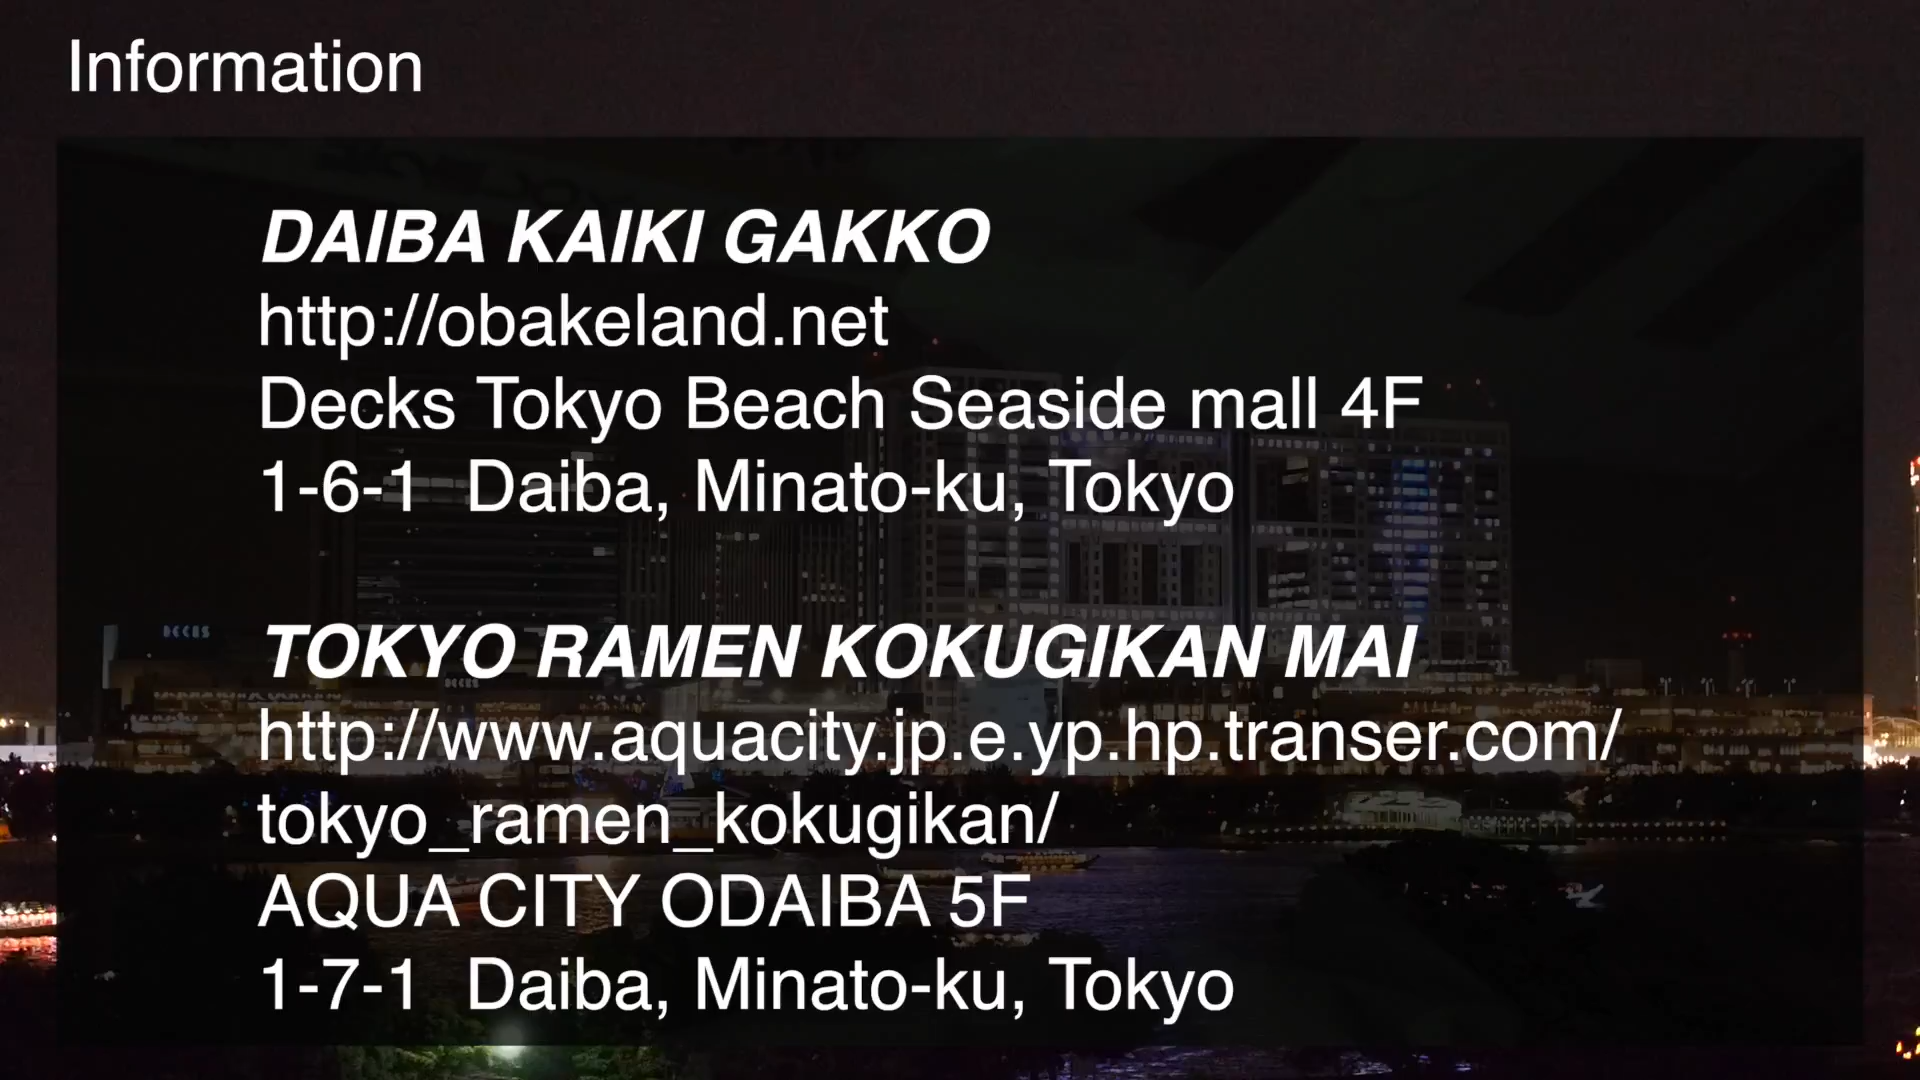 Information
DAIBA KAIKI GAKKO
http://obakeland.net
Decks Tokyo Beach Seaside mall 4F
1-6-1 Daiba, Minato-ku, Tokyo
TOKYO RAMEN KOKUGIKAN MAI
http://www.aquacity.jp.e.yp.hp.transer.com/
tokyo_ramen_kokugikan/
AQUA CITY ODAIBA 5F
1-7-1 Daiba, Minato-ku, Tokyo
DECKS
DECKS